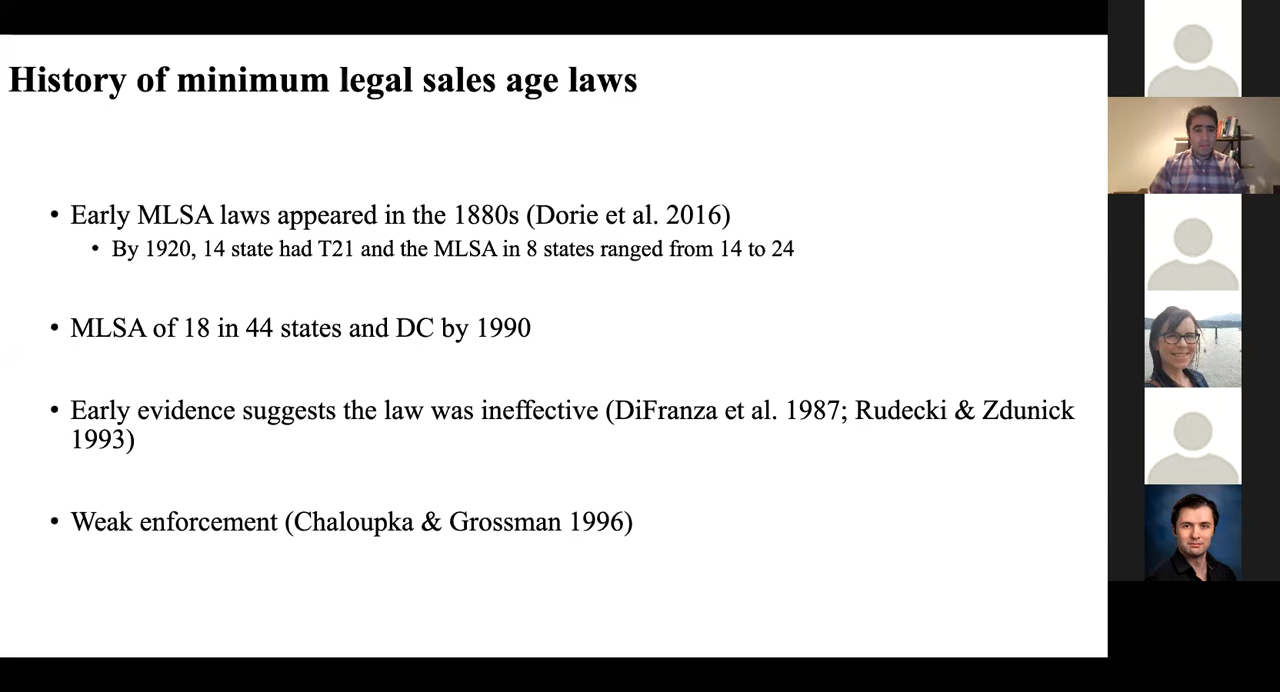 History of minimum legal sales age laws
• Early MLSA laws appeared in the 1880s (Dorie et al. 2016)
• By 1920, 14 state had T21 and the MLSA in 8 states ranged from 14 to 24
• MLSA of 18 in 44 states and DC by 1990
• Early evidence suggests the law was ineffective (DiFranza et al. 1987; Rudecki & Zdunick
1993)
• Weak enforcement (Chaloupka & Grossman 1996)